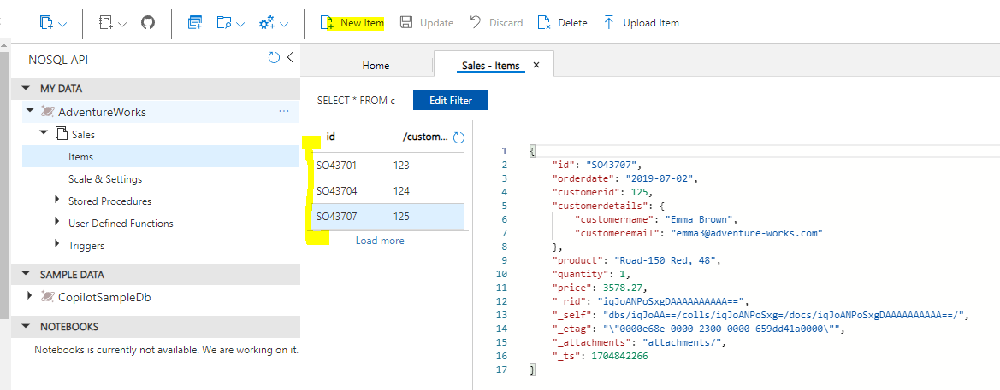 New Item Update Discard Delete Upload Item
NOSQL API
MY DATA
AdventureWorks ...
Sales
Items
Scale & Settings
Stored Procedures
User Defined Functions
Triggers
SAMPLE DATA
CopilotSampleDb
NOTEBOOKS
Notebooks is currently not available. We are working on it.
Home Sales - Items
SELECT * FROM c Edit Filter
id /custom...
SO43701 123
SO43704 124
SO43707 125
Load more
1 {
2 "id": "SO43707",
3 "orderdate": "2019-07-02",
4 "customerid": 125,
5 "customerdetails": {
6 "customername": "Emma Brown",
7 "customeremail": "emma3@adventure-works.com"
8 },
9 "product": "Road-150 Red, 48",
10 "quantity": 1,
11 "price": 3578.27,
12 "_rid": "iqJoANPoSxgDAAAAAAAAAA==",
13 "_self": "dbs/iqJoAA==/colls/iqJoANPoSxg=/docs/iqJoANPoSxgDAAAAAAAAAA==/",
14 "_etag": "\"0000e68e-0000-2300-0000-659dd41a0000\"",
15 "_attachments": "attachments/",
16 "_ts": 1704842266
17 }